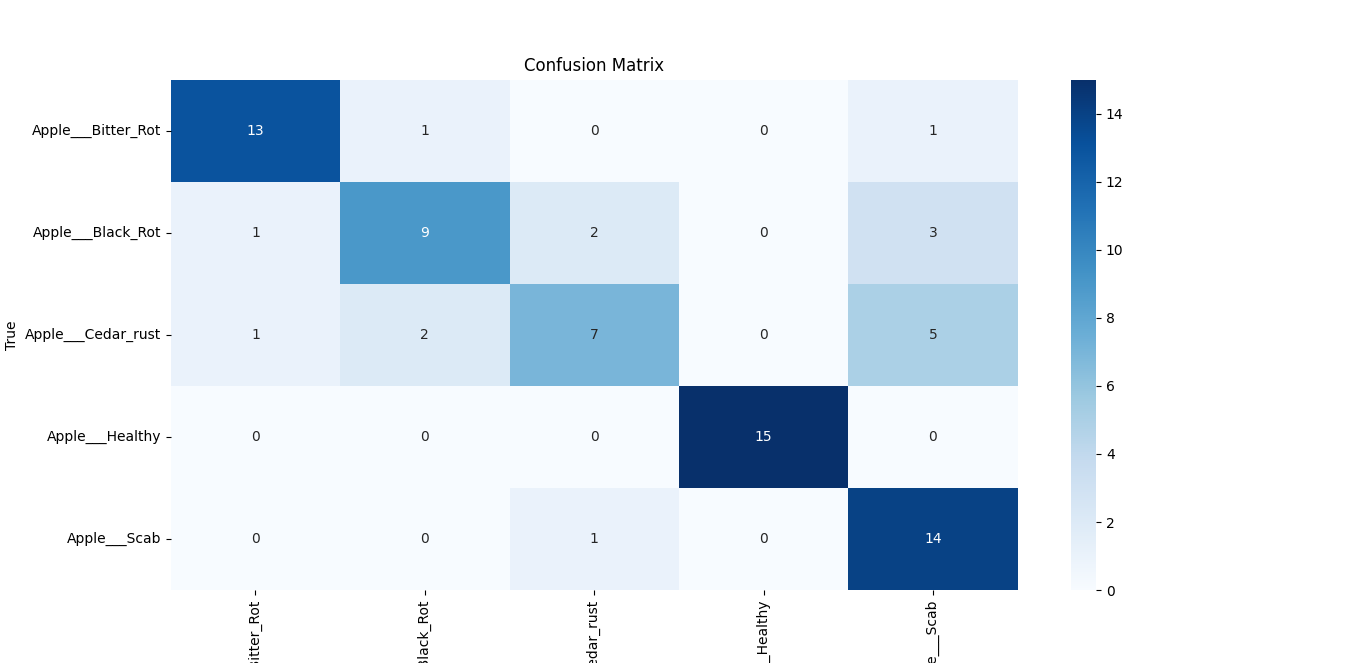 Confusion Matrix
Apple___Bitter_Rot 13 1 0 0 1
Apple___Black_Rot 1 9 2 0 3
Apple___Cedar_rust 1 2 7 0 5
Apple___Healthy 0 0 0 15 0
Apple___Scab 0 0 1 0 14
True
itter_Rot
Black_Rot
edar_rust
_Healthy
e___Scab
14
12
10
8
6
4
2
0